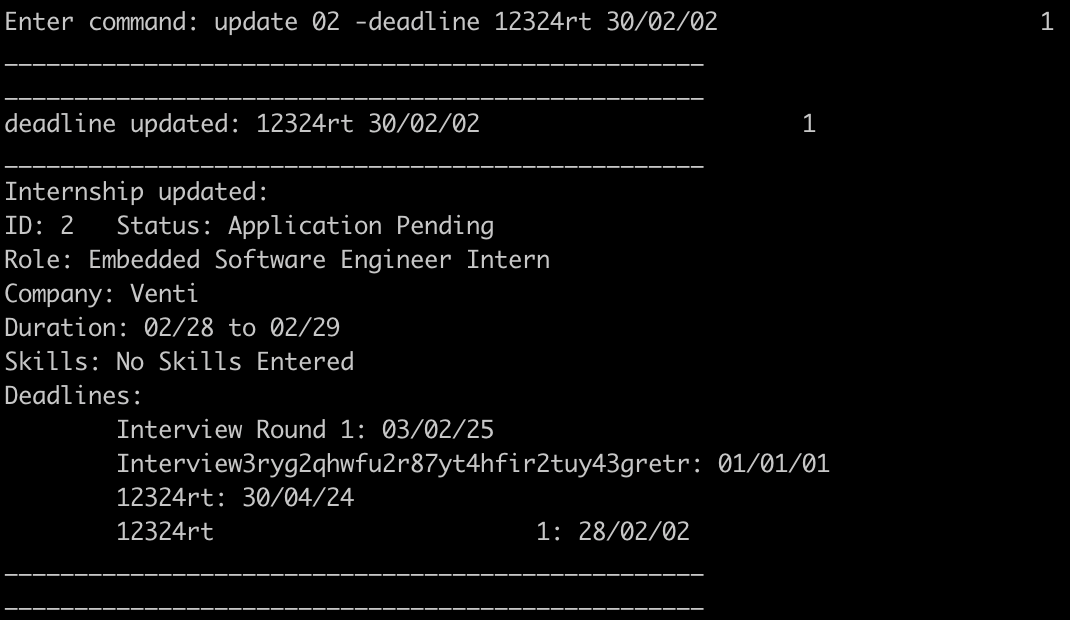 Enter command: update 02 -deadline 12324rt 30/02/02                       1
__________________________________________________
__________________________________________________
deadline updated: 12324rt 30/02/02                       1
__________________________________________________
Internship updated:
ID: 2   Status: Application Pending
Role: Embedded Software Engineer Intern
Company: Venti
Duration: 02/28 to 02/29
Skills: No Skills Entered
Deadlines:
        Interview Round 1: 03/02/25
        Interview3ryg2qhwfu2r87yt4hfir2tuy43gretr: 01/01/01
        12324rt: 30/04/24
        12324rt                       1: 28/02/02
__________________________________________________
__________________________________________________